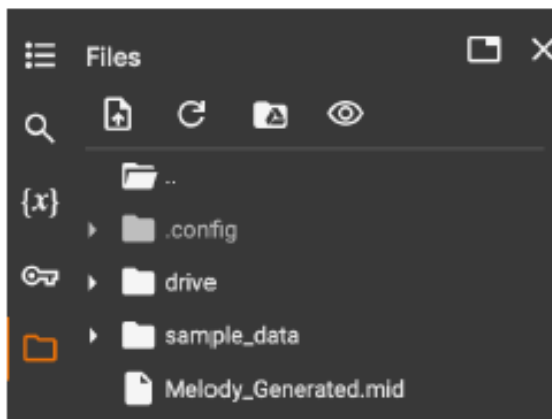 Files
{x}
..
.config
drive
sample_data
Melody_Generated.mid